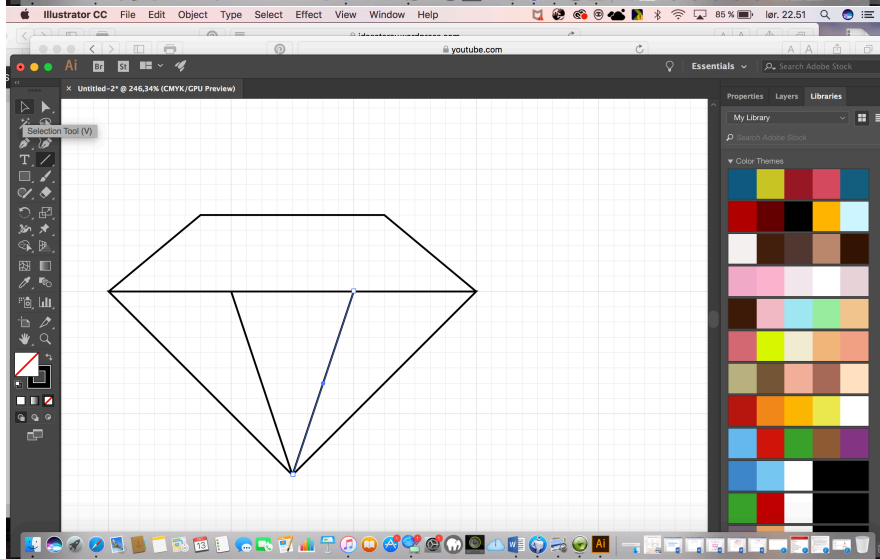 Illustrator CC File Edit Object Type Select Effect View Window Help 85 % lør. 22.51
youtube.com
A A
Ai Br St Essentials Search Adobe Stock
× Untitled-2* @ 246,34% (CMYK/GPU Preview)
Properties Layers Libraries
My Library
Selection Tool (V)
Search Adobe Stock
T
Color Themes
13
Ai